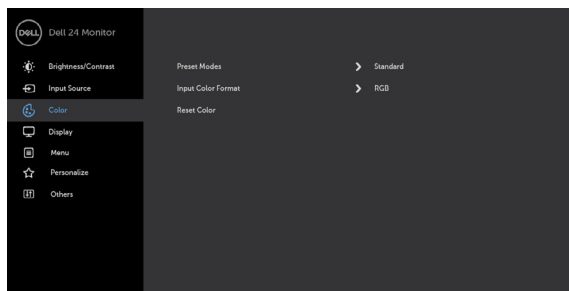 DELL Dell 24 Monitor
Brightness/Contrast Preset Modes Standard
Input Source Input Color Format RGB
Color Reset Color
Display
Menu
Personalize
Others